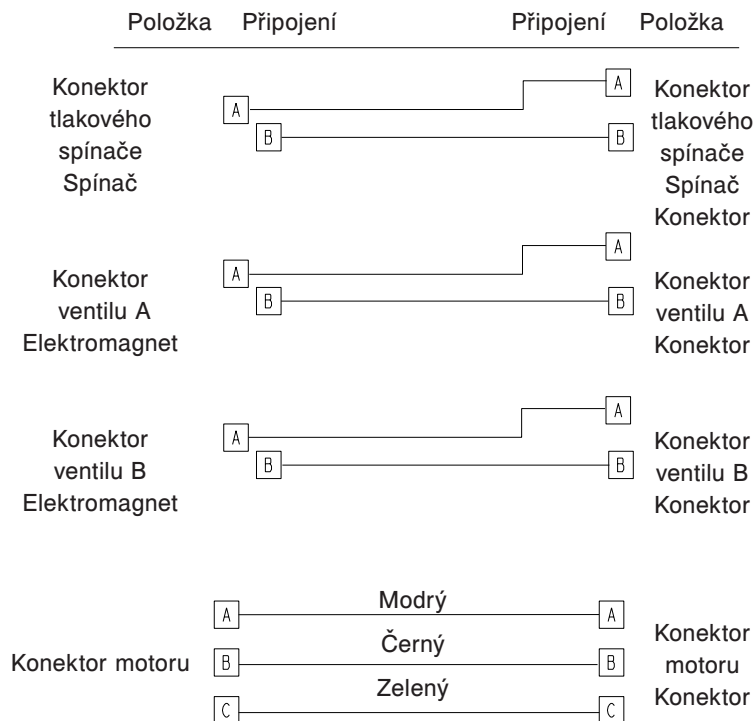 Položka Připojení Připojení Položka
Konektor
tlakového
spínače
Spínač
A
B
A
B
Konektor
tlakového
spínače
Spínač
Konektor
Konektor
ventilu A
Elektromagnet
A
B
A
B
Konektor
ventilu A
Konektor
Konektor
ventilu B
Elektromagnet
A
B
A
B
Konektor
ventilu B
Konektor
Konektor motoru
A Modrý A
B Černý B
C Zelený C
Konektor
motoru
Konektor